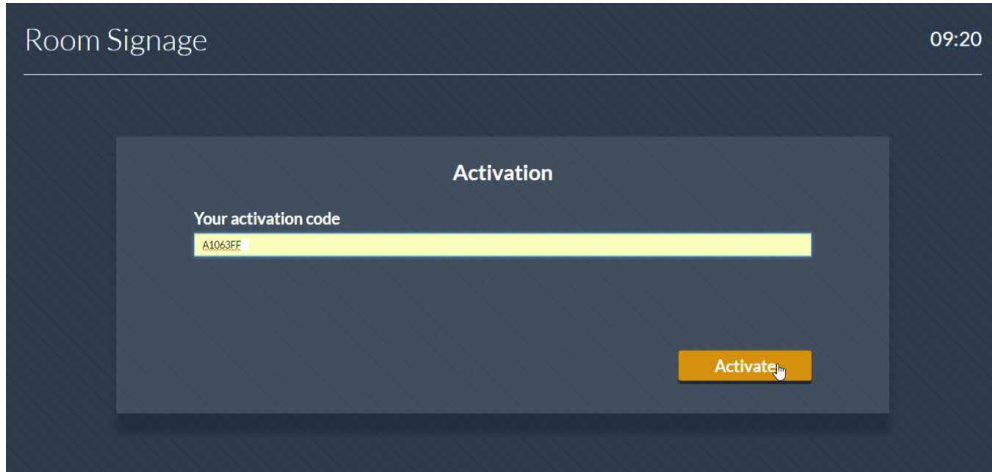 Room Signage
09:20
Activation
Your activation code
A1063FF
Activate